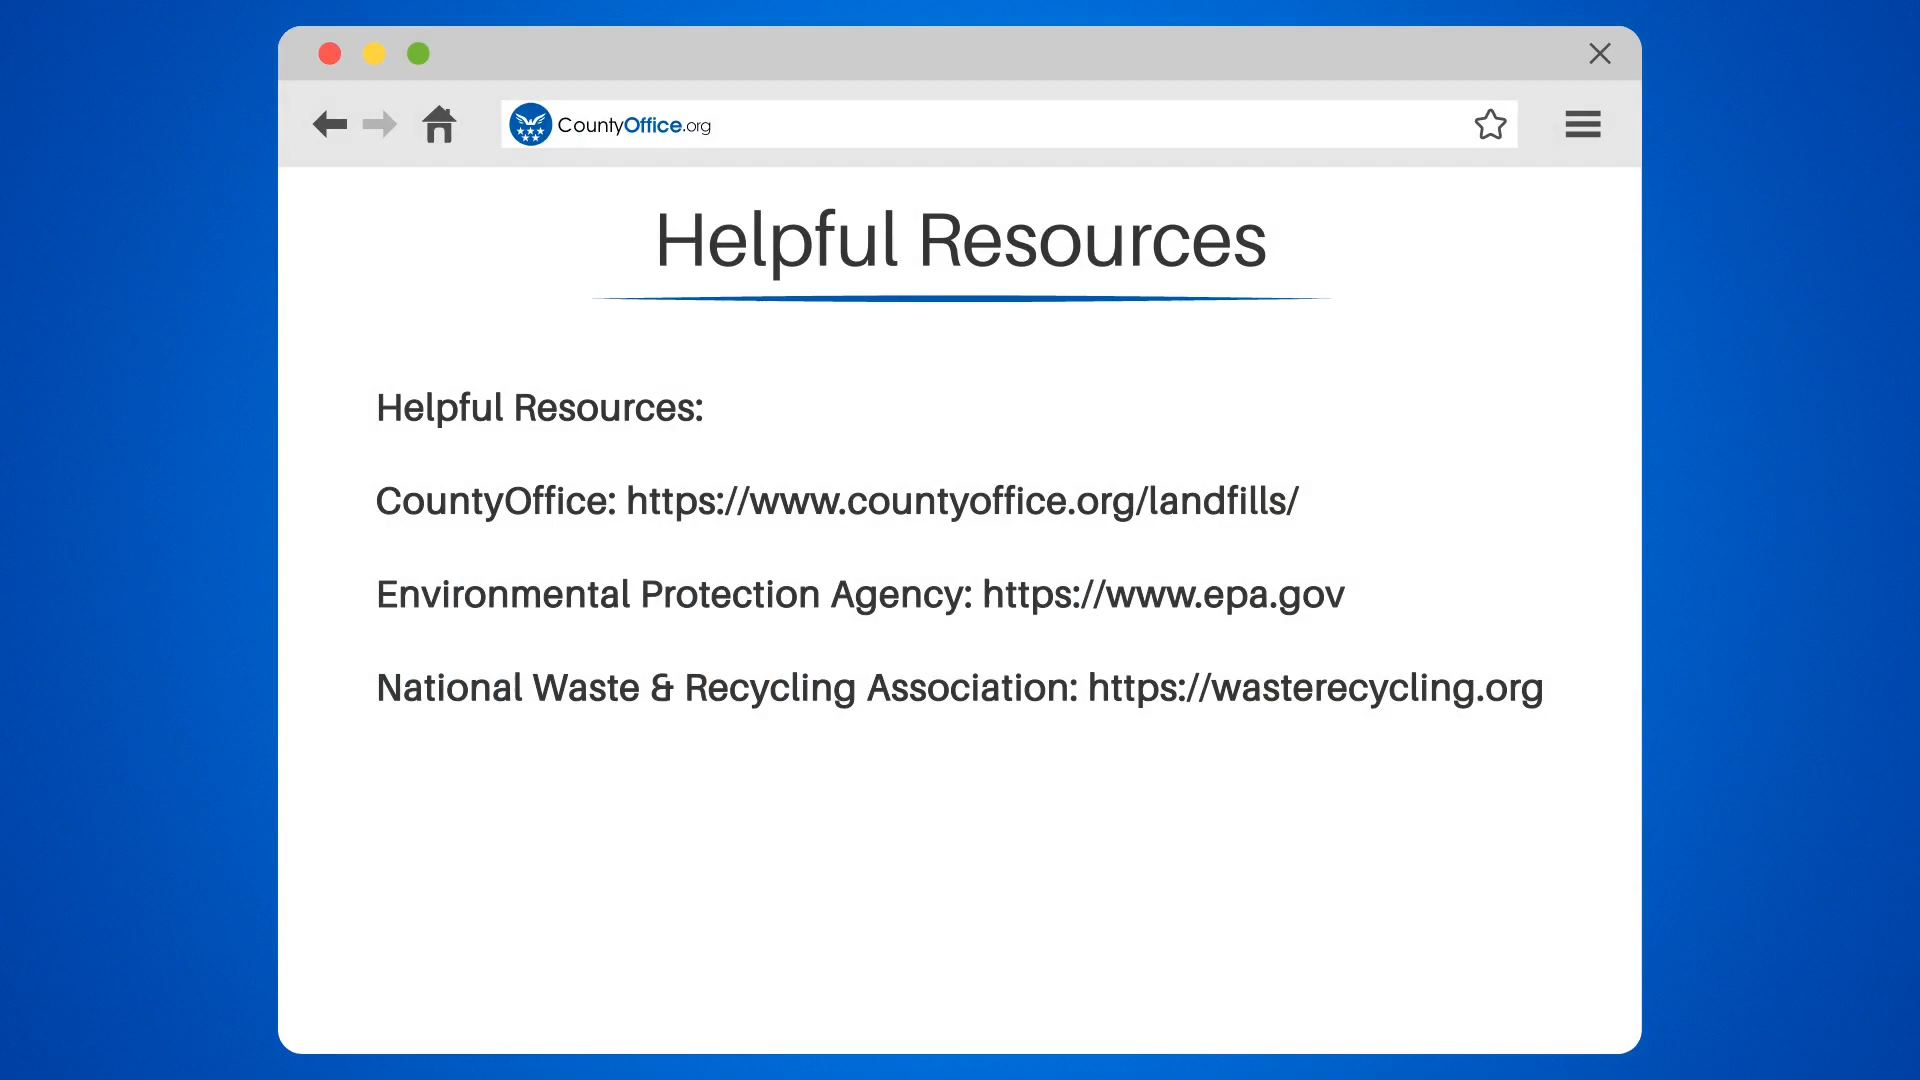 CountyOffice.org
Helpful Resources
Helpful Resources:
CountyOffice: https://www.countyoffice.org/landfills/
Environmental Protection Agency: https://www.epa.gov
National Waste & Recycling Association: https://wasterecycling.org